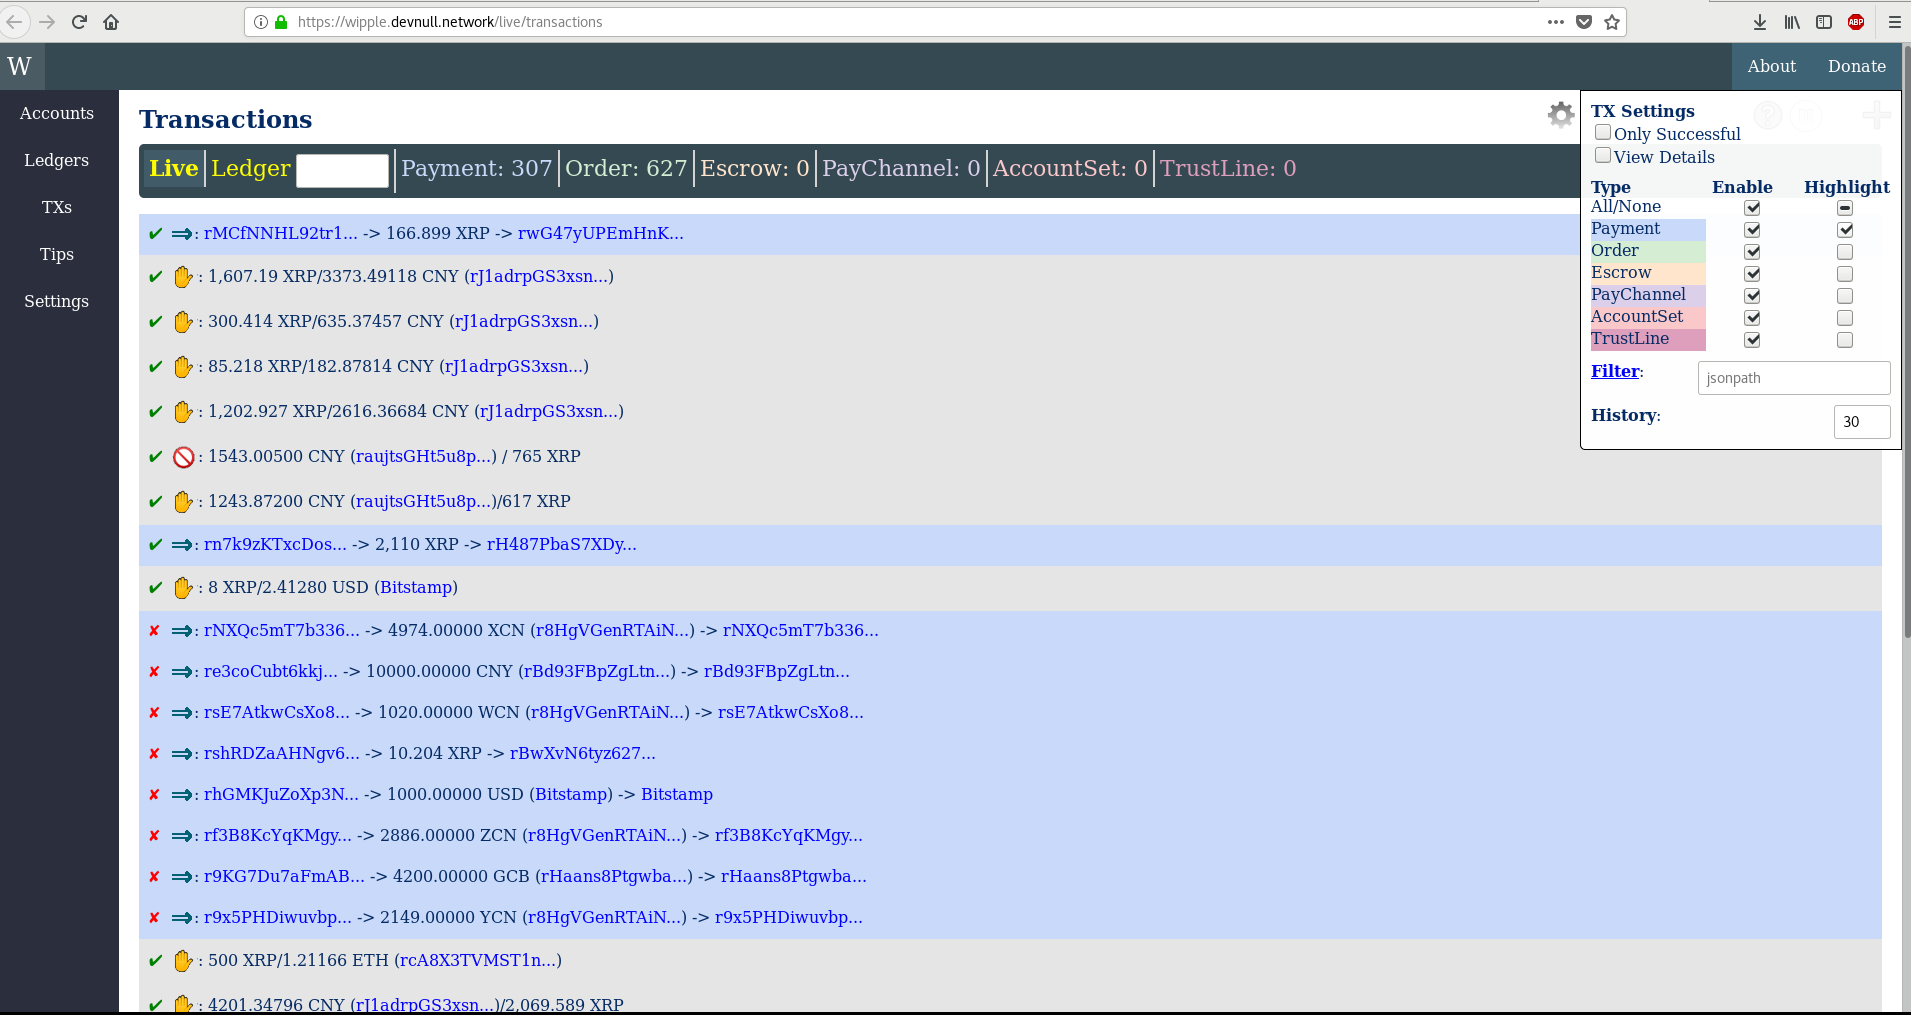 https://wipple.devnull.network/live/transactions
ABP
W
About
Donate
Accounts
Ledgers
TXs
Tips
Settings
Transactions
Live Ledger Payment: 307 Order: 627 Escrow: 0 PayChannel: 0 AccountSet: 0 TrustLine: 0
: rMCfNNHL92tr1... -> 166.899 XRP -> rwG47yUPEmHnK...
: 1,607.19 XRP/3373.49118 CNY (rJ1adrpGS3xsn...)
: 300.414 XRP/635.37457 CNY (rJ1adrpGS3xsn...)
: 85.218 XRP/182.87814 CNY (rJ1adrpGS3xsn...)
: 1,202.927 XRP/2616.36684 CNY (rJ1adrpGS3xsn...)
: 1543.00500 CNY (raujtsGHt5u8p...) / 765 XRP
: 1243.87200 CNY (raujtsGHt5u8p...)/617 XRP
: rn7k9zKTxcDos... -> 2,110 XRP -> rH487PbaS7XDy...
: 8 XRP/2.41280 USD (Bitstamp)
: rNXQc5mT7b336... -> 4974.00000 XCN (r8HgVGenRTAiN...) -> rNXQc5mT7b336...
: re3coCubt6kkj... -> 10000.00000 CNY (rBd93FBpZgLtn...) -> rBd93FBpZgLtn...
: rsE7AtkwCsXo8... -> 1020.00000 WCN (r8HgVGenRTAiN...) -> rsE7AtkwCsXo8...
: rshRDZaAHNgv6... -> 10.204 XRP -> rBwXvN6tyz627...
: rhGMKJuZoXp3N... -> 1000.00000 USD (Bitstamp) -> Bitstamp
: rf3B8KcYqKMgy... -> 2886.00000 ZCN (r8HgVGenRTAiN...) -> rf3B8KcYqKMgy...
: r9KG7Du7aFmAB... -> 4200.00000 GCB (rHaans8Ptgwba...) -> rHaans8Ptgwba...
: r9x5PHDiwuvbp... -> 2149.00000 YCN (r8HgVGenRTAiN...) -> r9x5PHDiwuvbp...
: 500 XRP/1.21166 ETH (rcA8X3TVMST1n...)
: 4201.34796 CNY (rJ1adrpGS3xsn...)/2,069.589 XRP
TX Settings
Only Successful
View Details
Type Enable Highlight
All/None
Payment
Order
Escrow
PayChannel
AccountSet
TrustLine
Filter: jsonpath
History: 30